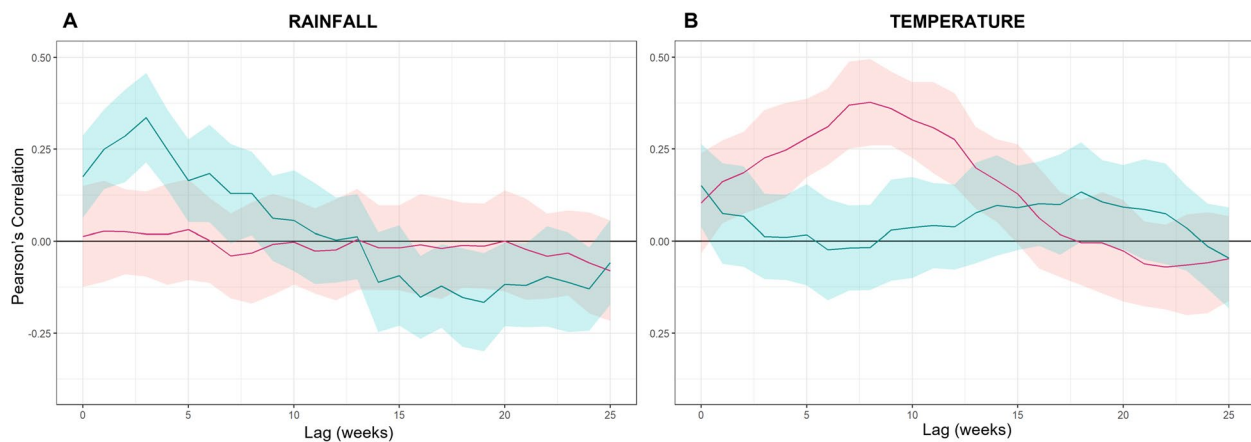 A RAINFALL
B TEMPERATURE
Pearson's Correlation
0.50
0.25
0.00
-0.25
0 5 10 15 20 25
Lag (weeks)
0.50
0.25
0.00
0.25
0 5 10 15 20 25
Lag (weeks)